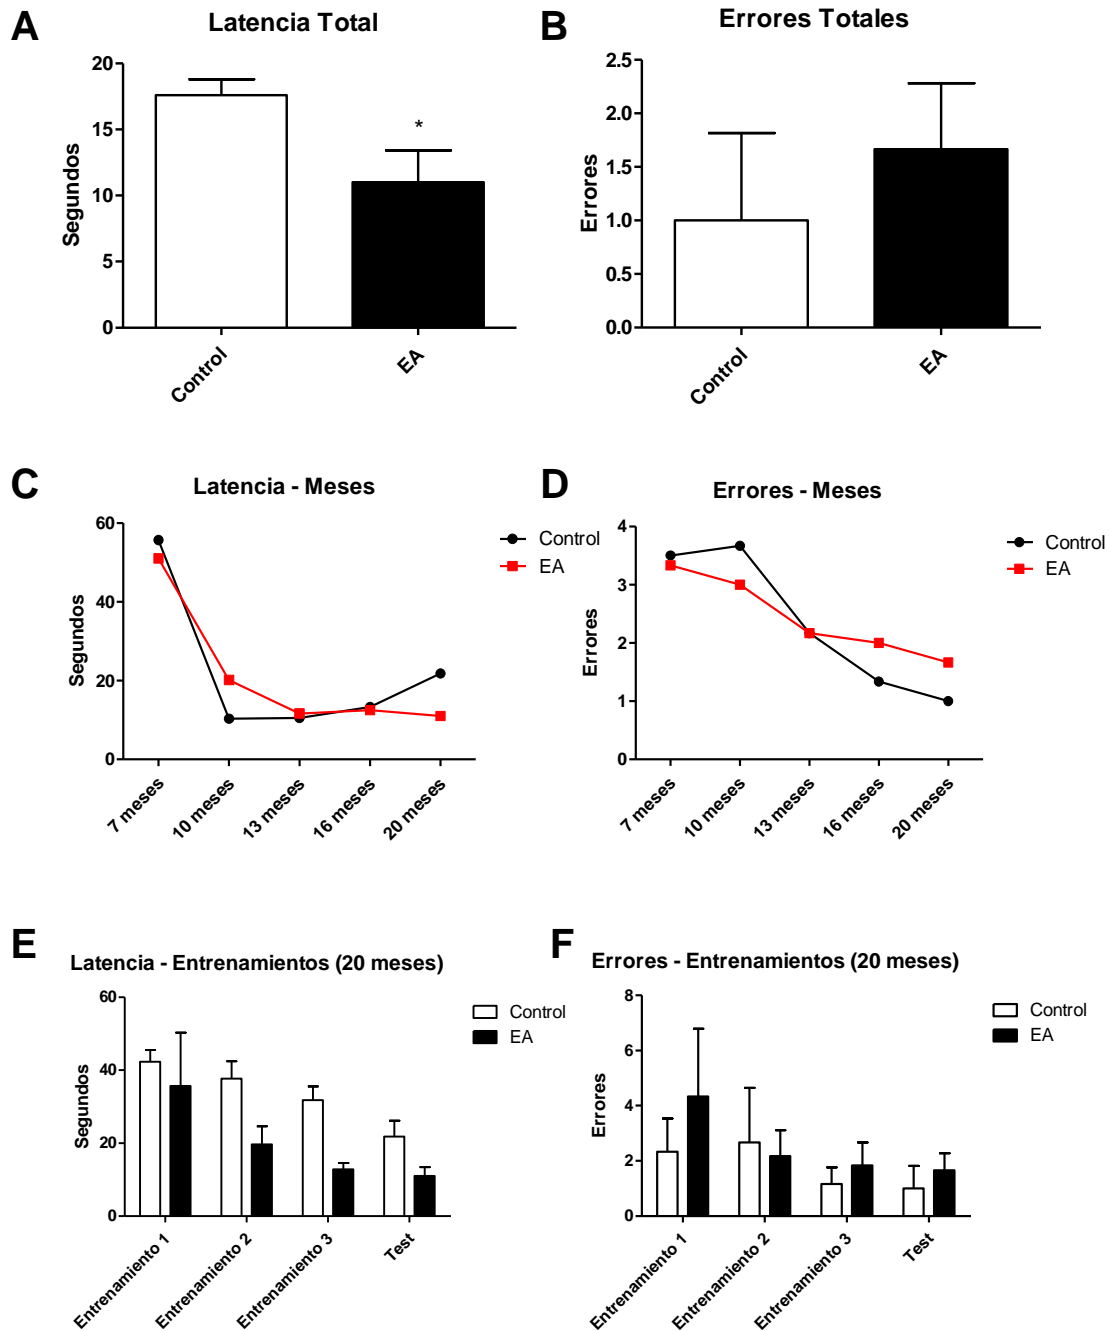 A
Latencia Total
Segundos
20
15
10
5
0
*
Control
EA
B
Errores Totales
Errores
2.5
2.0
1.5
1.0
0.5
0.0
Control
EA
C
Latencia - Meses
Segundos
60
40
20
0
Control
EA
7 meses
10 meses
13 meses
16 meses
20 meses
D
Errores - Meses
Errores
4
3
2
1
0
Control
EA
7 meses
10 meses
13 meses
16 meses
20 meses
E
Latencia - Entrenamientos (20 meses)
Segundos
60
40
20
0
Control
EA
Entrenamiento 1
Entrenamiento 2
Entrenamiento 3
Test
F
Errores - Entrenamientos (20 meses)
Errores
8
6
4
2
0
Control
EA
Entrenamiento 1
Entrenamiento 2
Entrenamiento 3
Test